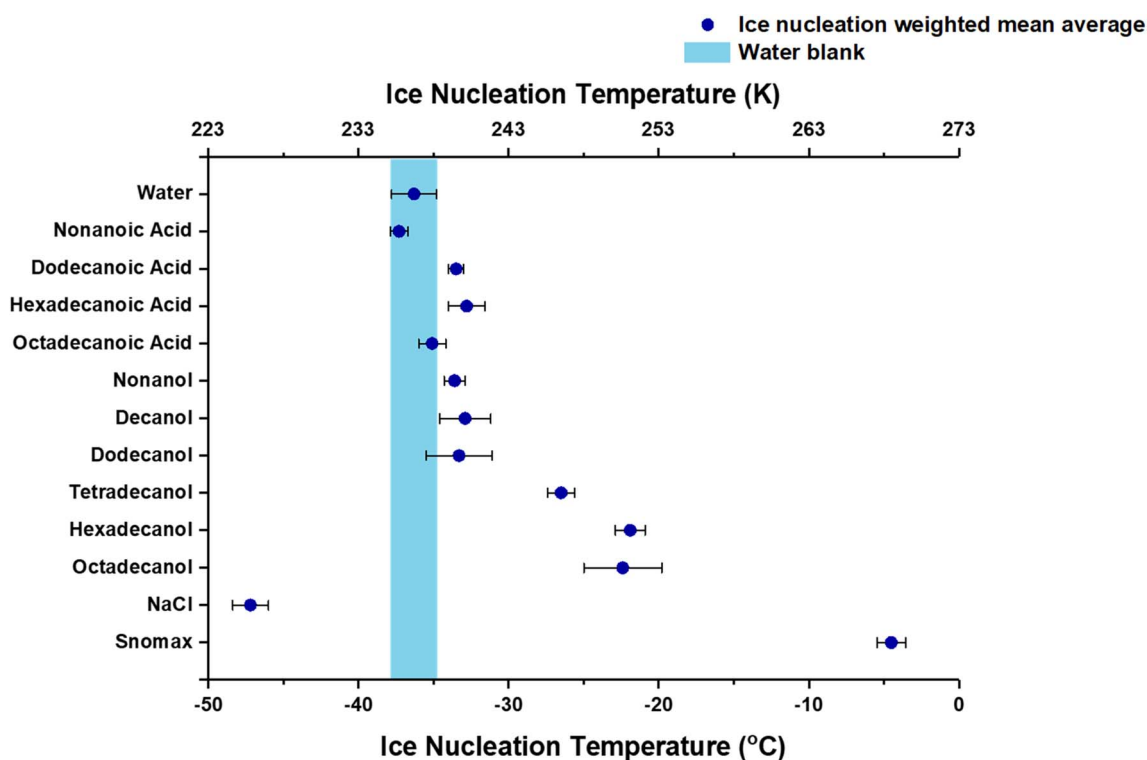 Ice nucleation weighted mean average
Water blank
Ice Nucleation Temperature (K)
223 233 243 253 263 273
Water
Nonanoic Acid
Dodecanoic Acid
Hexadecanoic Acid
Octadecanoic Acid
Nonanol
Decanol
Dodecanol
Tetradecanol
Hexadecanol
Octadecanol
NaCl
Snomax
-50 -40 -30 -20 -10 0
Ice Nucleation Temperature (ºC)